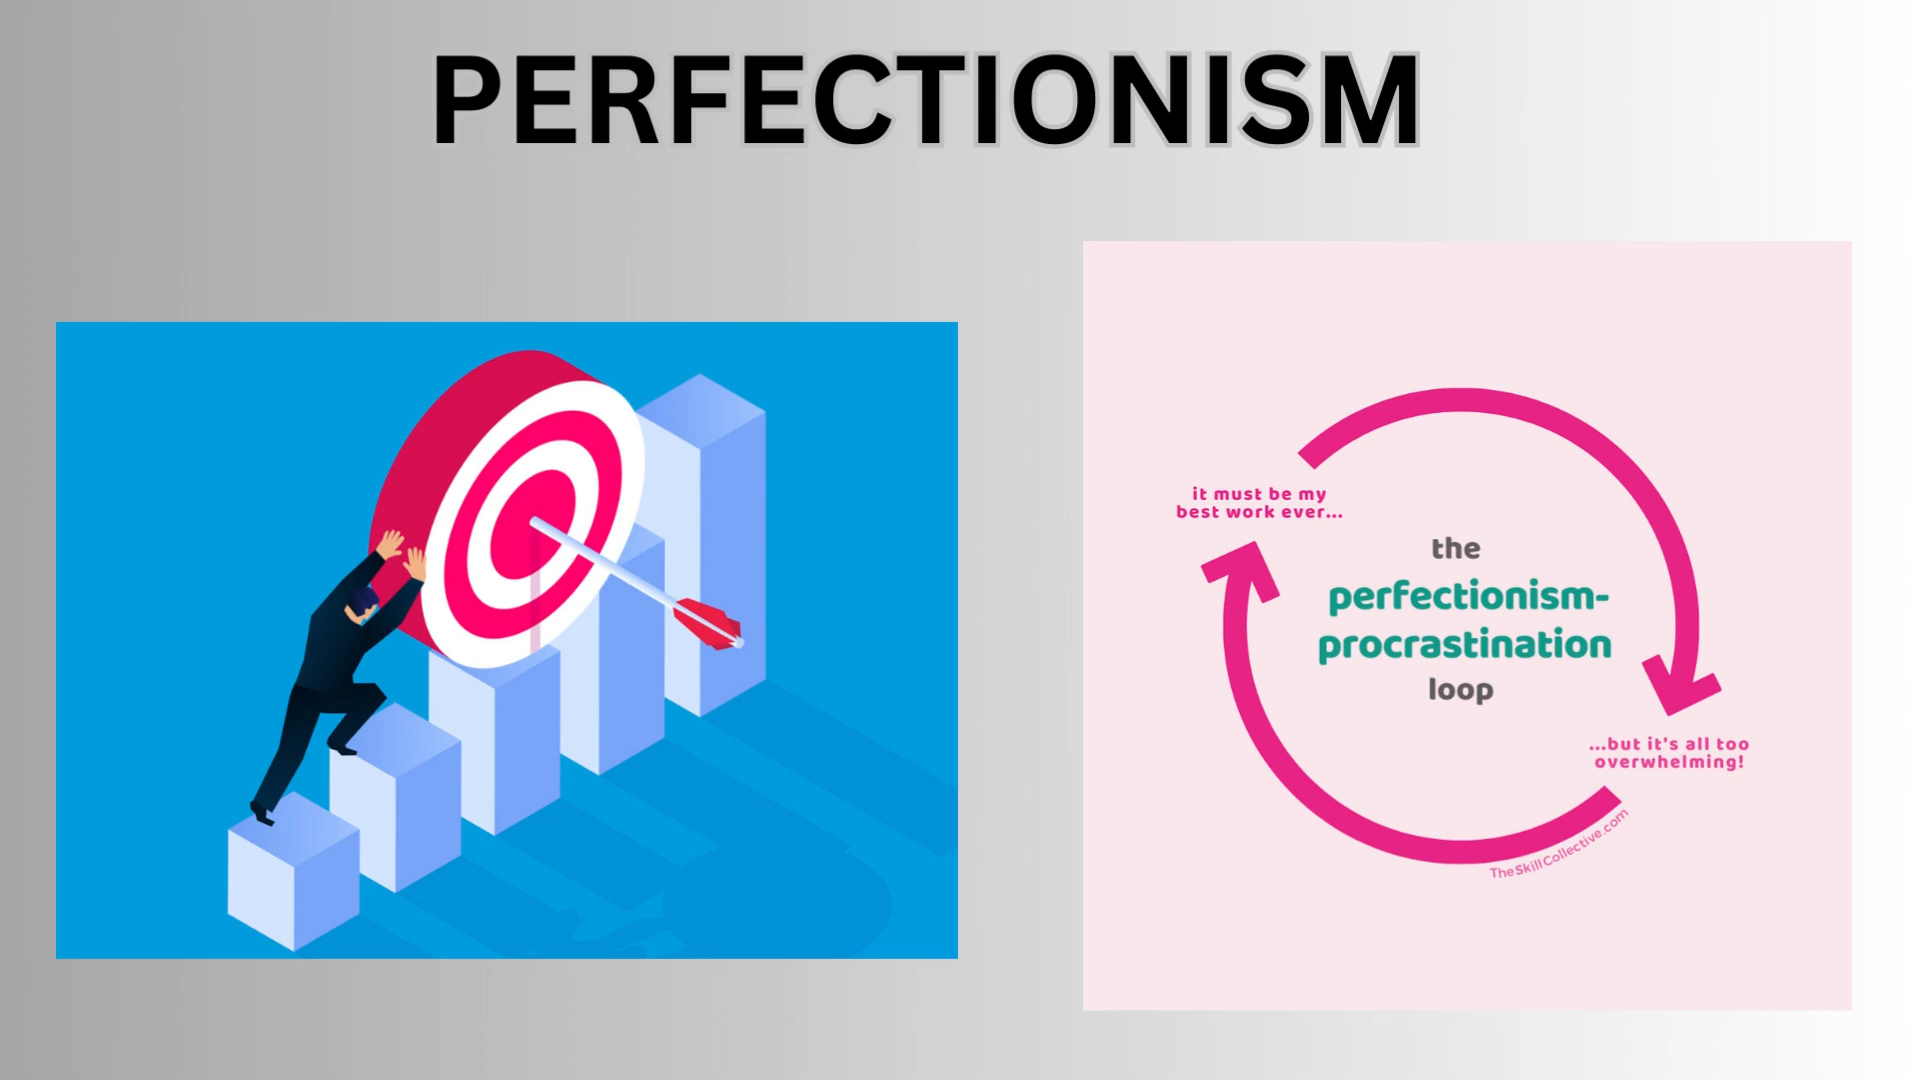 PERFECTIONISM
it must be my
best work ever...
the
perfectionism-
procrastination
loop
...but it's all too
overwhelming!
TheSkillCollective.com